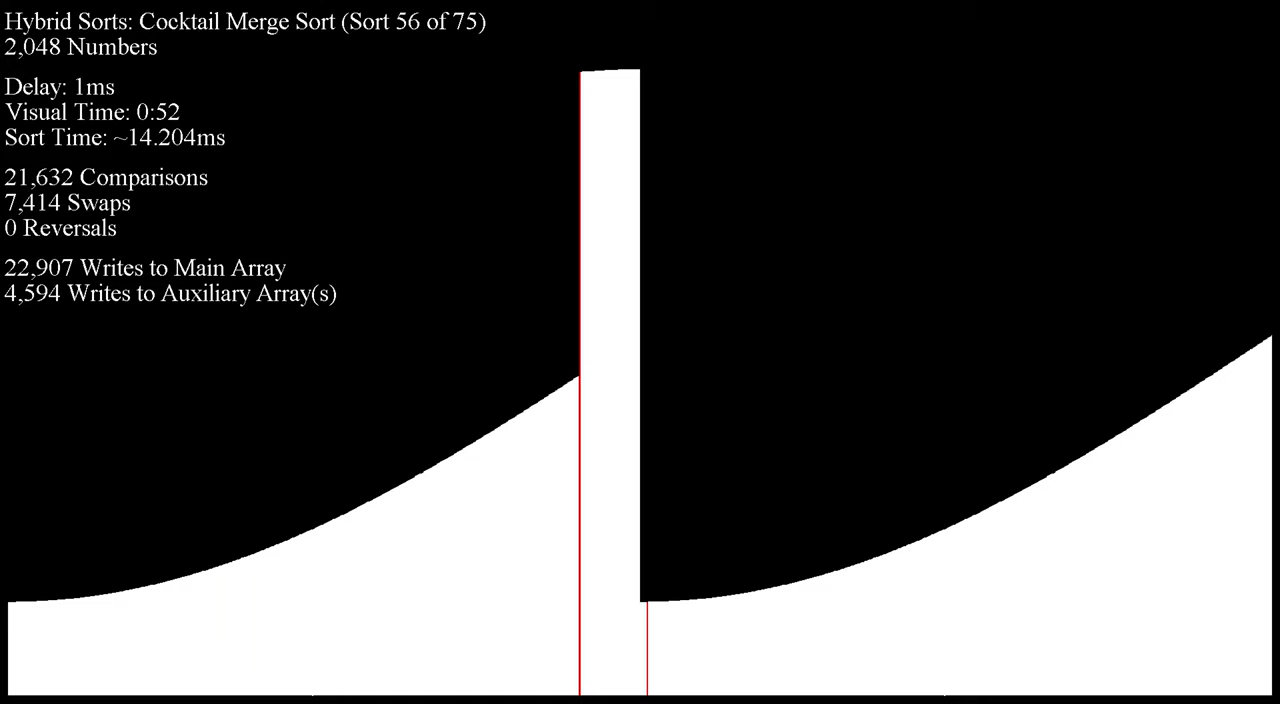 Hybrid Sorts: Cocktail Merge Sort (Sort 56 of 75)
2,048 Numbers
Delay: 1ms
Visual Time: 0:52
Sort Time: ~14.204ms
21,632 Comparisons
7,414 Swaps
0 Reversals
22,907 Writes to Main Array
4,594 Writes to Auxiliary Array(s)